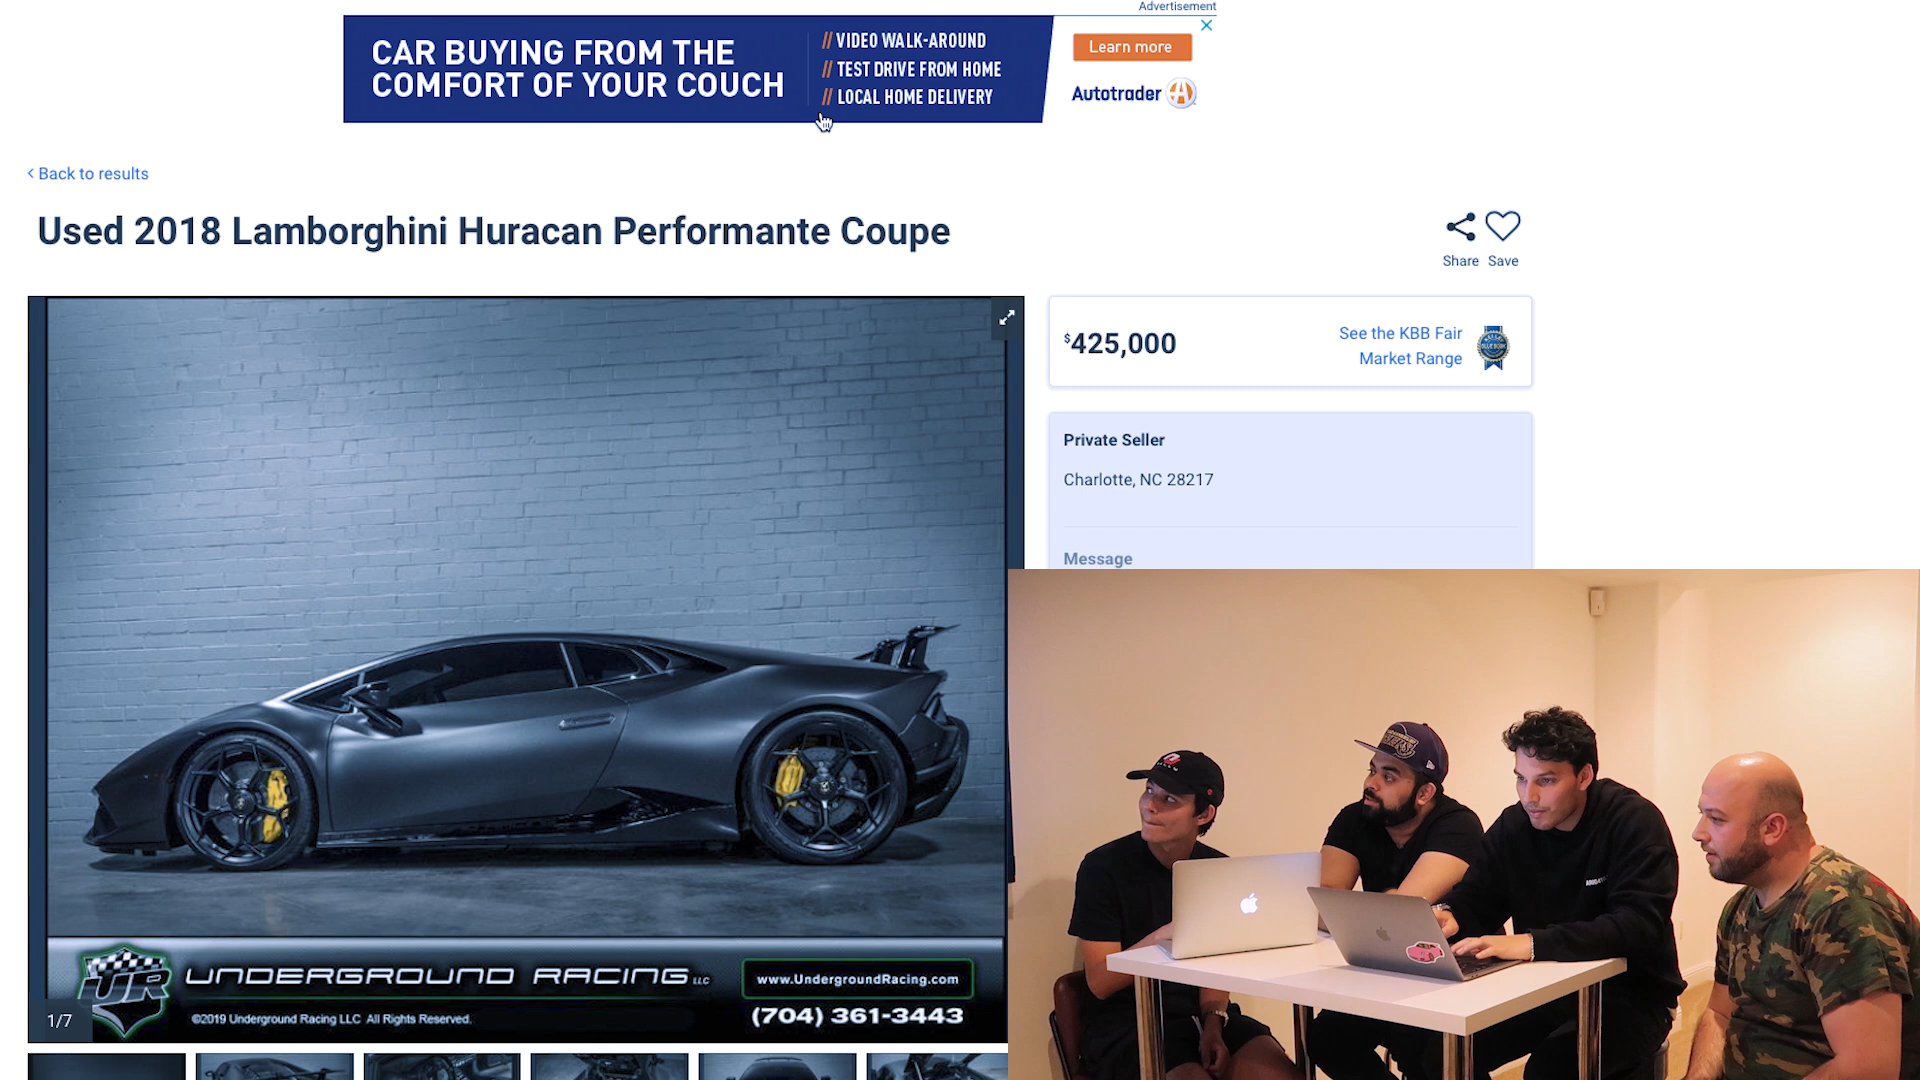 Advertisement
CAR BUYING FROM THE
COMFORT OF YOUR COUCH
// VIDEO WALK-AROUND
// TEST DRIVE FROM HOME
// LOCAL HOME DELIVERY
Learn more
Autotrader
Back to results
Used 2018 Lamborghini Huracan Performante Coupe
Share Save
$425,000
See the KBB Fair
Market Range
Private Seller
Charlotte, NC 28217
Message
UR
UNDERGROUND RACING LLC
www.UndergroundRacing.com
©2019 Underground Racing LLC All Rights Reserved.
(704) 361-3443
1/7